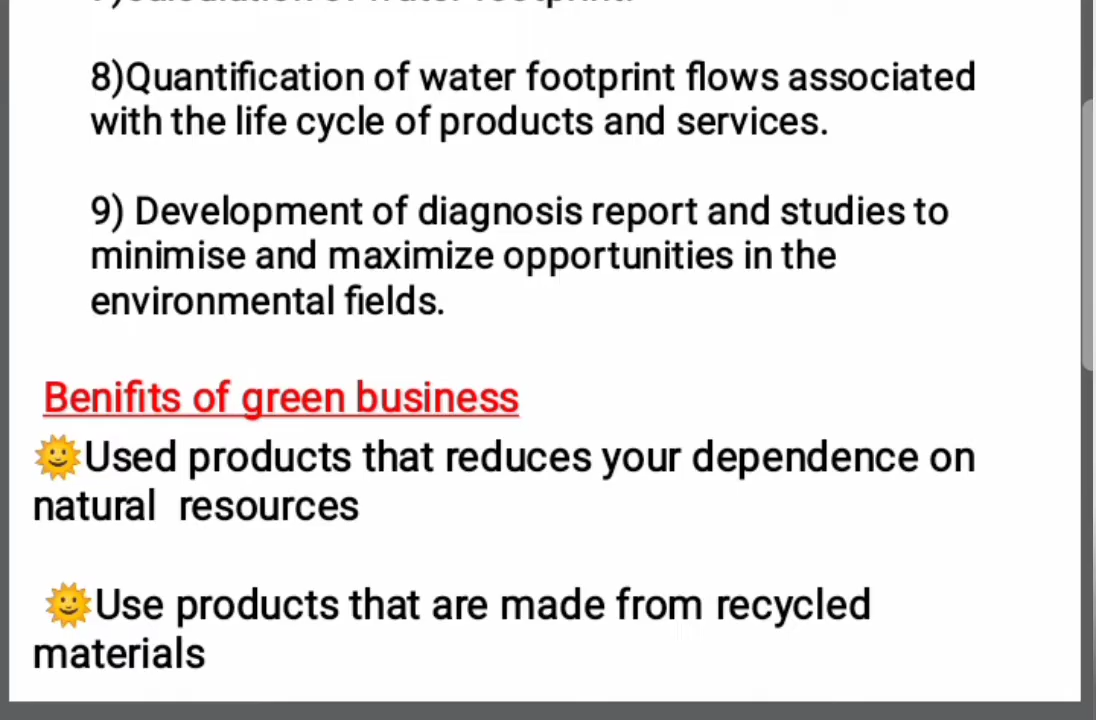 8)Quantification of water footprint flows associated
with the life cycle of products and services.
9) Development of diagnosis report and studies to
minimise and maximize opportunities in the
environmental fields.
Benifits of green business
🌞Used products that reduces your dependence on
natural  resources
🌞Use products that are made from recycled
materials